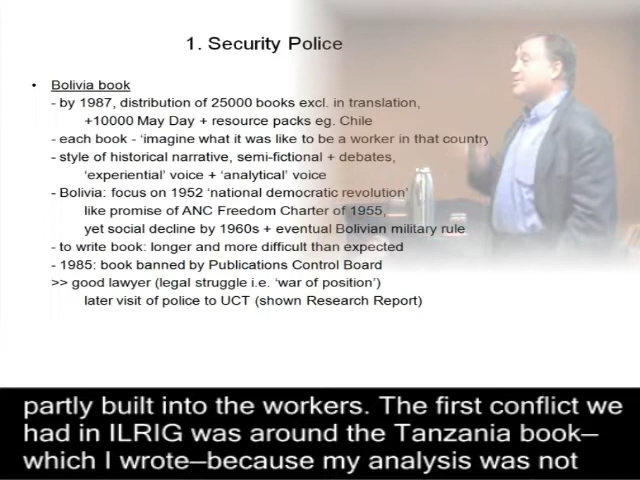 1. Security Police
• Bolivia book
- by 1987, distribution of 25000 books excl. in translation,
+10000 May Day + resource packs eg. Chile
- each book - ‘imagine what it was like to be a worker in that country
- style of historical narrative, semi-fictional + debates,
‘experiential’ voice + ‘analytical’ voice
- Bolivia: focus on 1952 ‘national democratic revolution’
like promise of ANC Freedom Charter of 1955,
yet social decline by 1960s + eventual Bolivian military rule
- to write book: longer and more difficult than expected
- 1985: book banned by Publications Control Board
>> good lawyer (legal struggle i.e. ‘war of position’)
later visit of police to UCT (shown Research Report)
partly built into the workers. The first conflict we
had in ILRIG was around the Tanzania book—
which I wrote—because my analysis was not